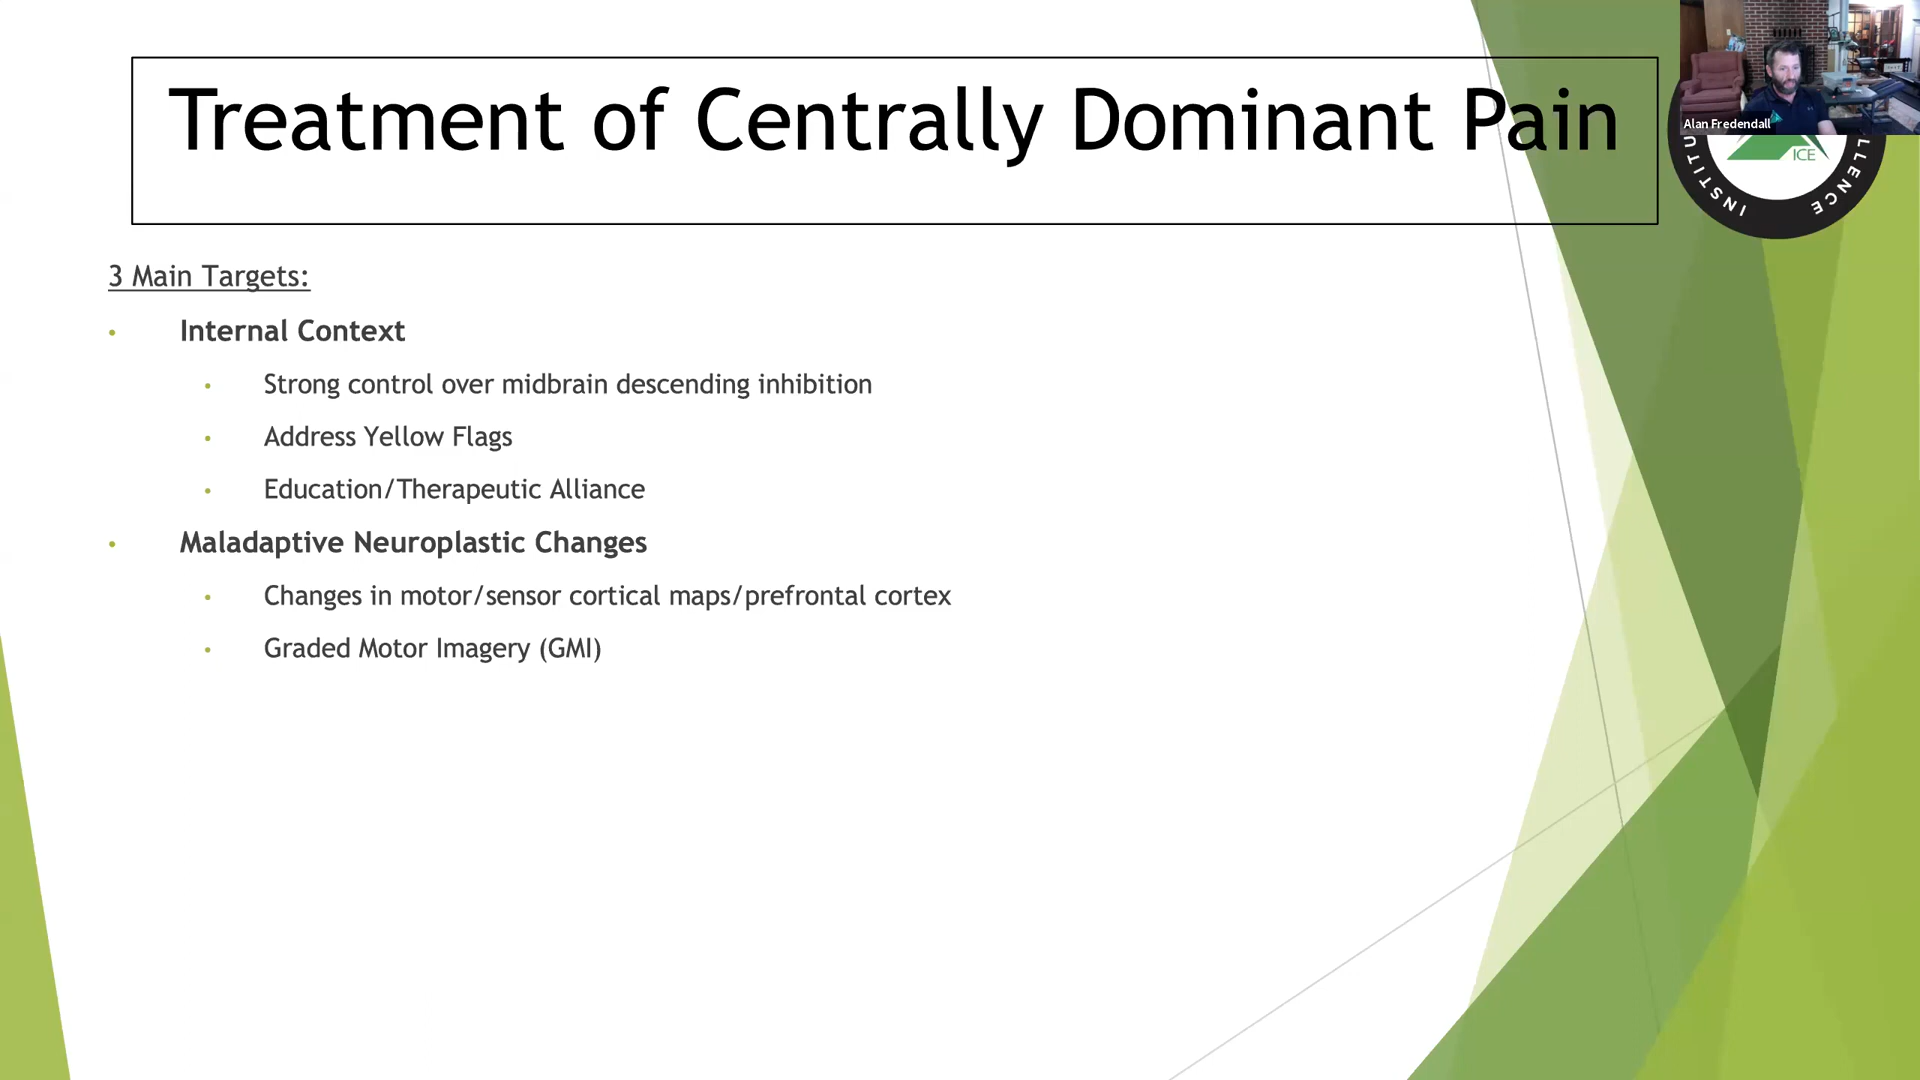 Treatment of Centrally Dominant Pain
Alan Fredendall
ICE
INSTITU
LLENCE
3 Main Targets:
• Internal Context
• Strong control over midbrain descending inhibition
• Address Yellow Flags
• Education/Therapeutic Alliance
• Maladaptive Neuroplastic Changes
• Changes in motor/sensor cortical maps/prefrontal cortex
• Graded Motor Imagery (GMI)